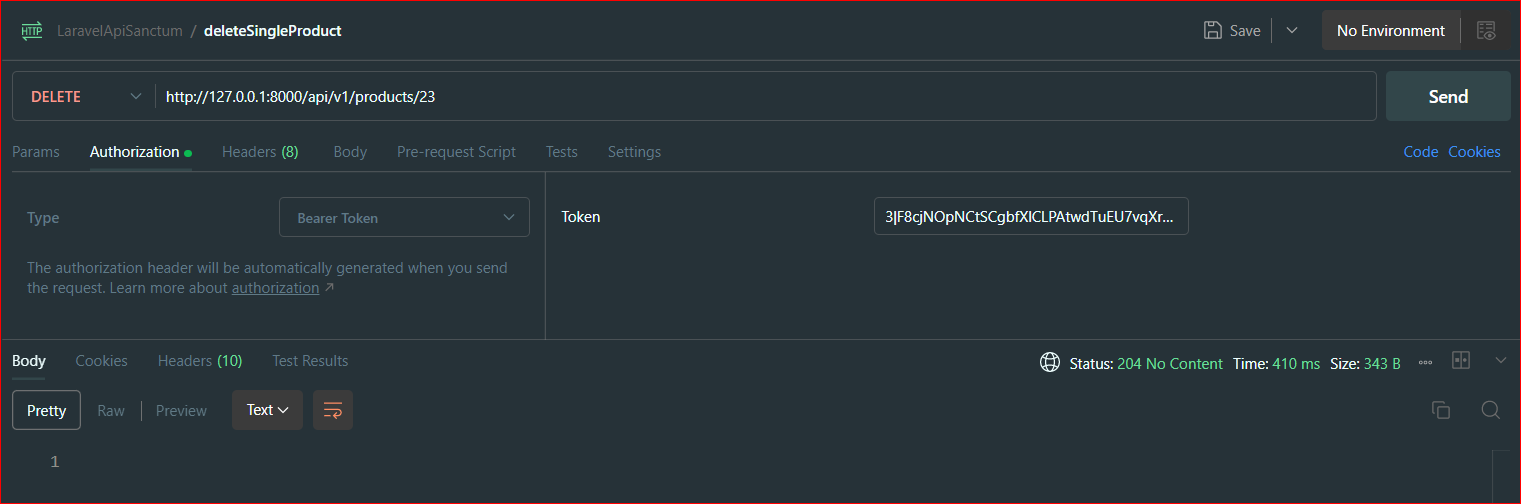 HTTP LaravelApiSanctum / deleteSingleProduct Save No Environment
DELETE http://127.0.0.1:8000/api/v1/products/23 Send
Params Authorization Headers (8) Body Pre-request Script Tests Settings Code Cookies
Type Bearer Token Token 3|F8cjNOpNCtSCgbfXlCLPAtwdTuEU7vqXr...
The authorization header will be automatically generated when you send
the request. Learn more about authorization ↗
Body Cookies Headers (10) Test Results Status: 204 No Content Time: 410 ms Size: 343 B
Pretty Raw Preview Text
1